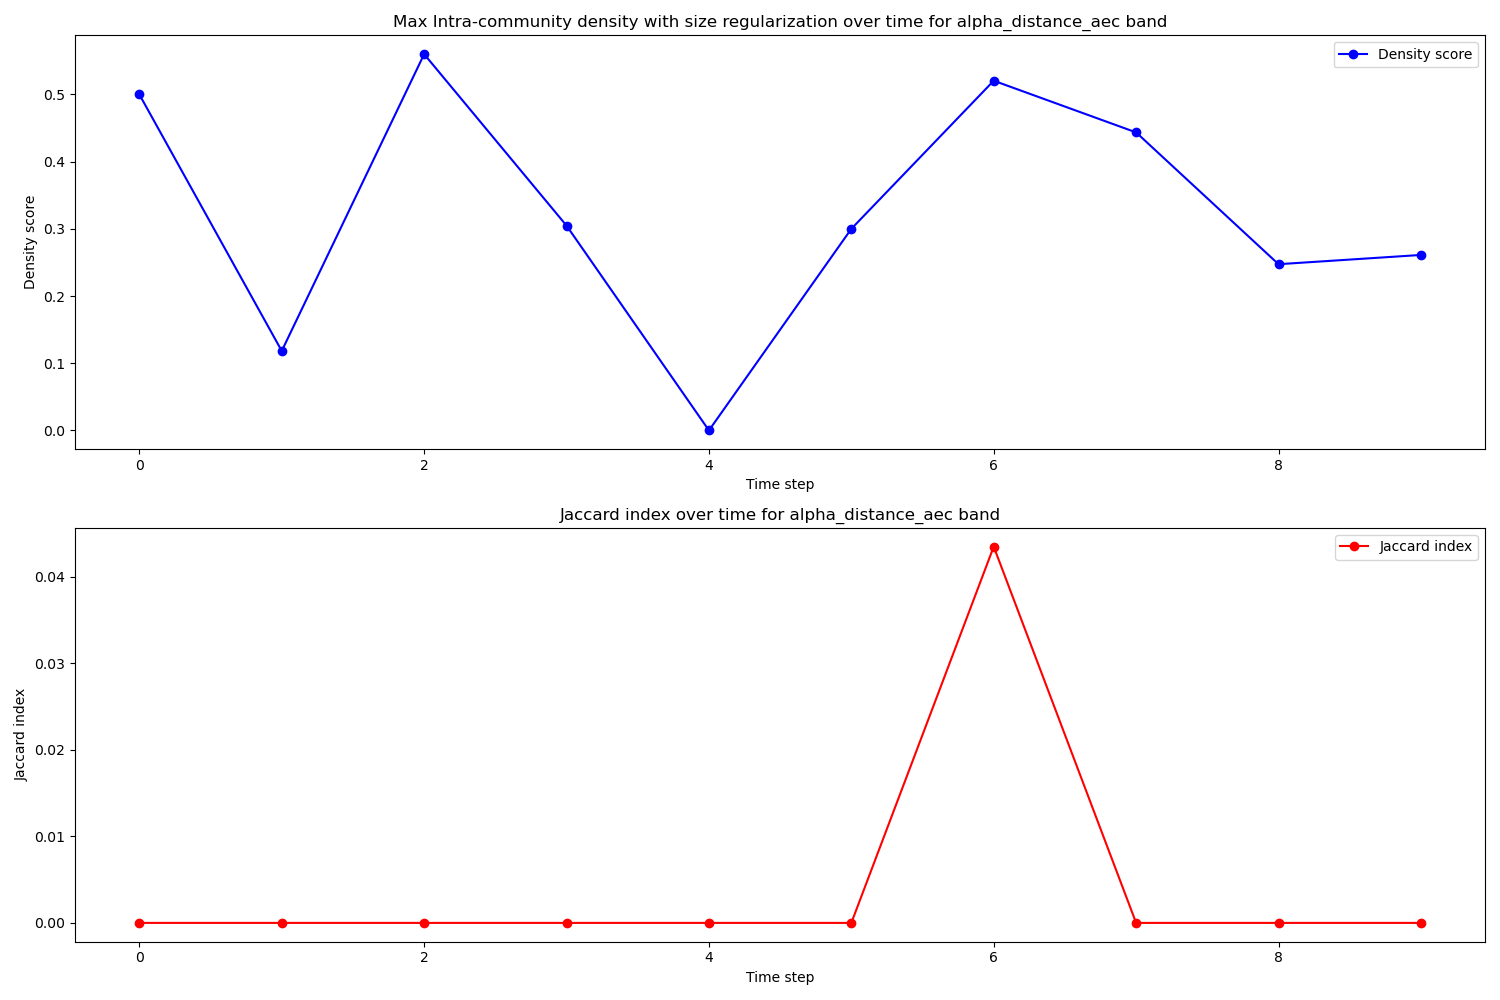 Max Intra-community density with size regularization over time for alpha_distance_aec band
Density score
0.5
0.4
0.3
0.2
0.1
0.0
Density score
0 2 4 6 8
Time step
Jaccard index over time for alpha_distance_aec band
Jaccard index
0.04
0.03
0.02
0.01
0.00
Jaccard index
0 2 4 6 8
Time step